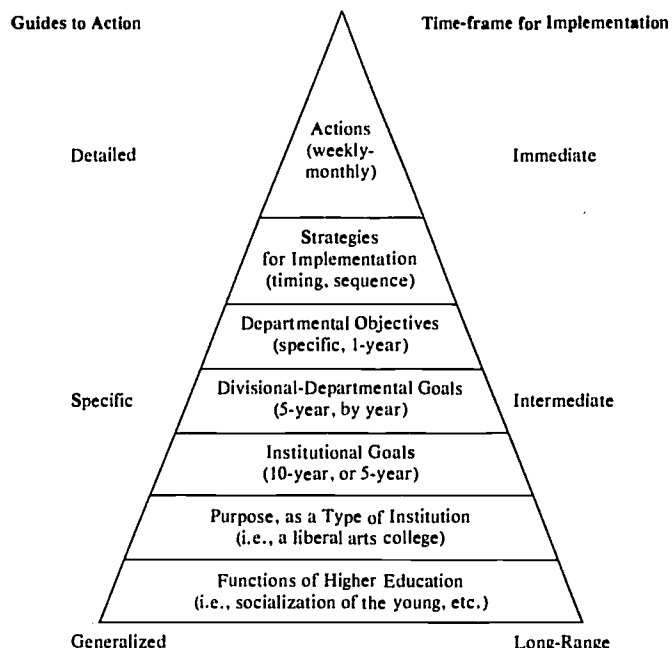 Guides to Action
Time-frame for Implementation
Actions
(weekly-
monthly)
Detailed
Immediate
Strategies
for Implementation
(timing, sequence)
Departmental Objectives
(specific, 1-year)
Specific
Divisional-Departmental Goals
(5-year, by year)
Intermediate
Institutional Goals
(10-year, or 5-year)
Purpose, as a Type of Institution
(i.e., a liberal arts college)
Functions of Higher Education
(i.e., socialization of the young, etc.)
Generalized
Long-Range